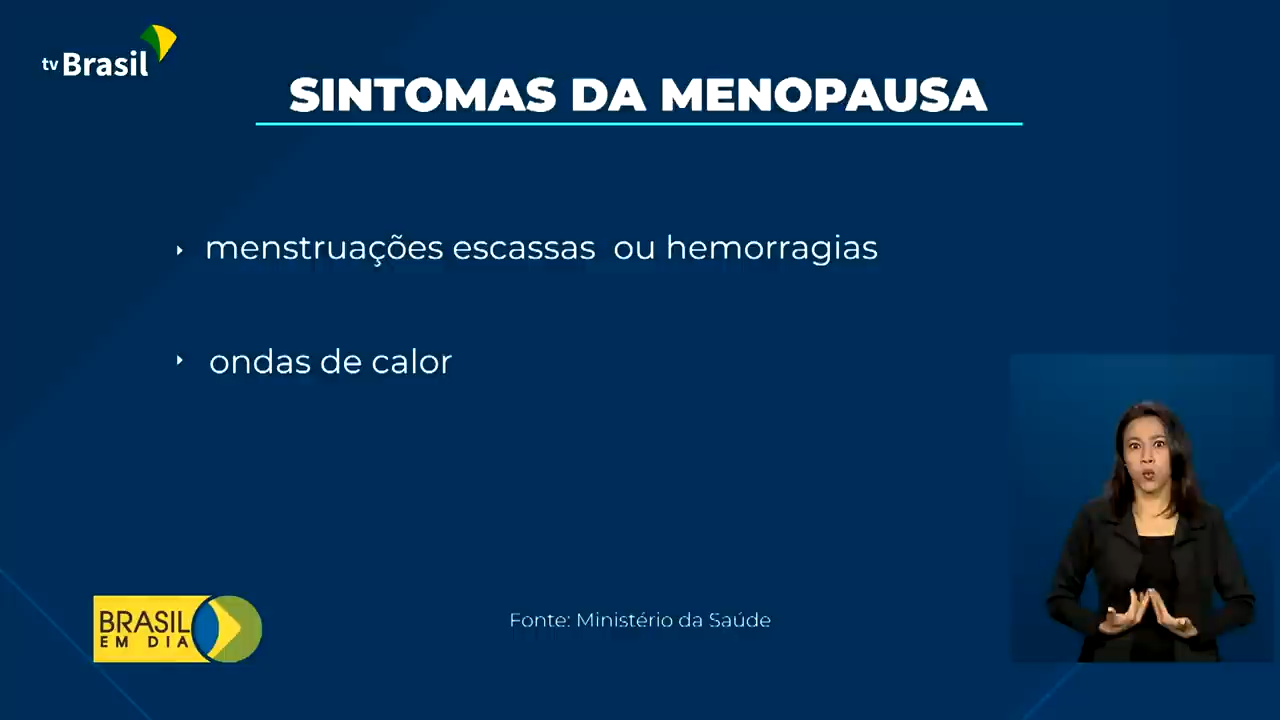 tv Brasil
SINTOMAS DA MENOPAUSA
menstruações escassas ou hemorragias
ondas de calor
Fonte: Ministério da Saúde
BRASIL
EM DIA